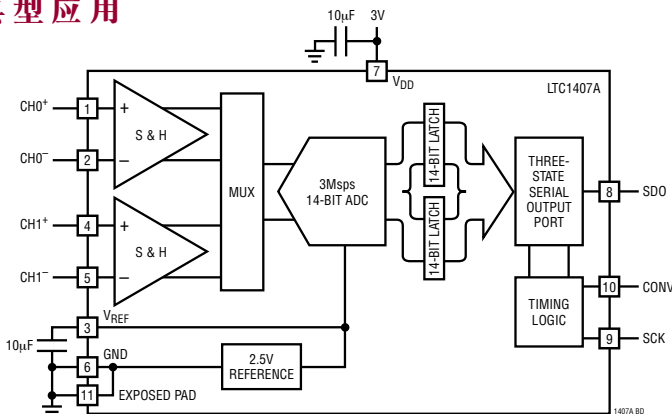 型应用
10µF
3V
7
VDD
LTC1407A
CH0+
1
+
S & H
CH0–
2
–
CH1+
4
+
S & H
CH1–
5
–
MUX
3Msps
14-BIT ADC
14-BIT LATCH
14-BIT LATCH
THREE-
STATE
SERIAL
OUTPUT
PORT
8
SDO
10
CONV
TIMING
LOGIC
9
SCK
3
VREF
10µF
6
GND
2.5V
REFERENCE
11
EXPOSED PAD
1407A BD